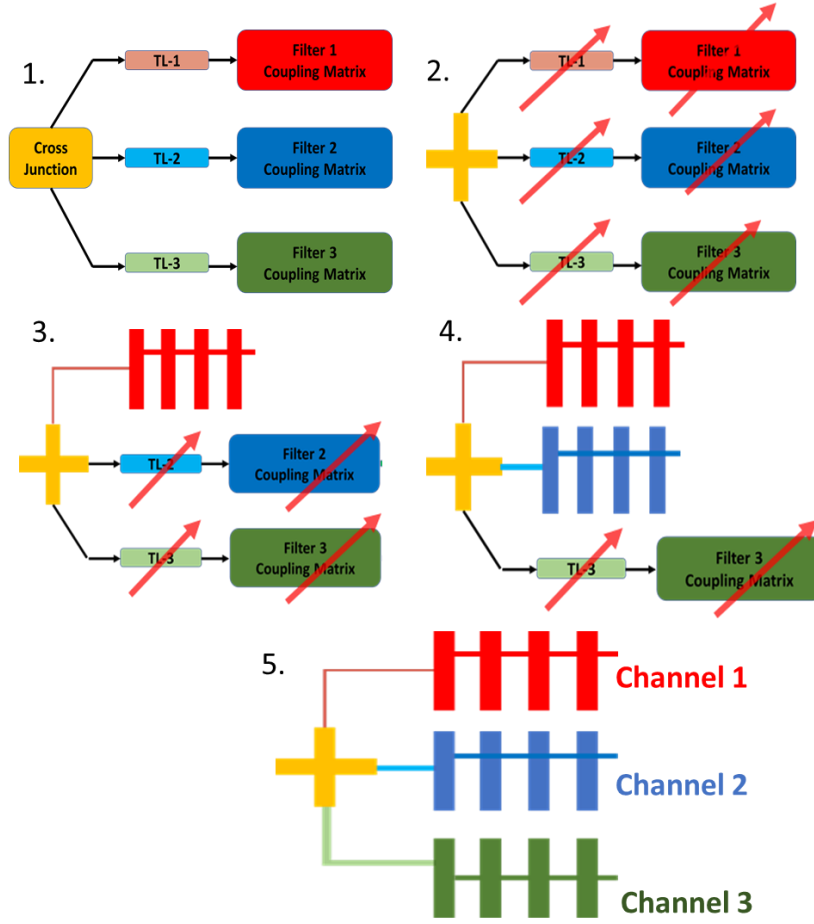 1.
Cross
Junction
TL-1
Filter 1
Coupling Matrix
TL-2
Filter 2
Coupling Matrix
TL-3
Filter 3
Coupling Matrix
2.
TL-1
Filter 1
Coupling Matrix
TL-2
Filter 2
Coupling Matrix
TL-3
Filter 3
Coupling Matrix
3.
TL-2
Filter 2
Coupling Matrix
TL-3
Filter 3
Coupling Matrix
4.
TL-3
Filter 3
Coupling Matrix
5.
Channel 1
Channel 2
Channel 3